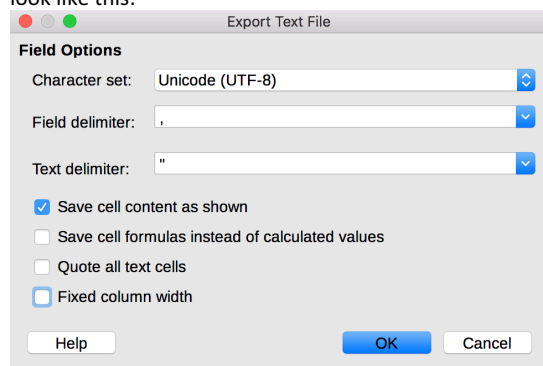 look like this:
Export Text File
Field Options
Character set: Unicode (UTF-8)
Field delimiter: ,
Text delimiter: "
Save cell content as shown
Save cell formulas instead of calculated values
Quote all text cells
Fixed column width
Help OK Cancel